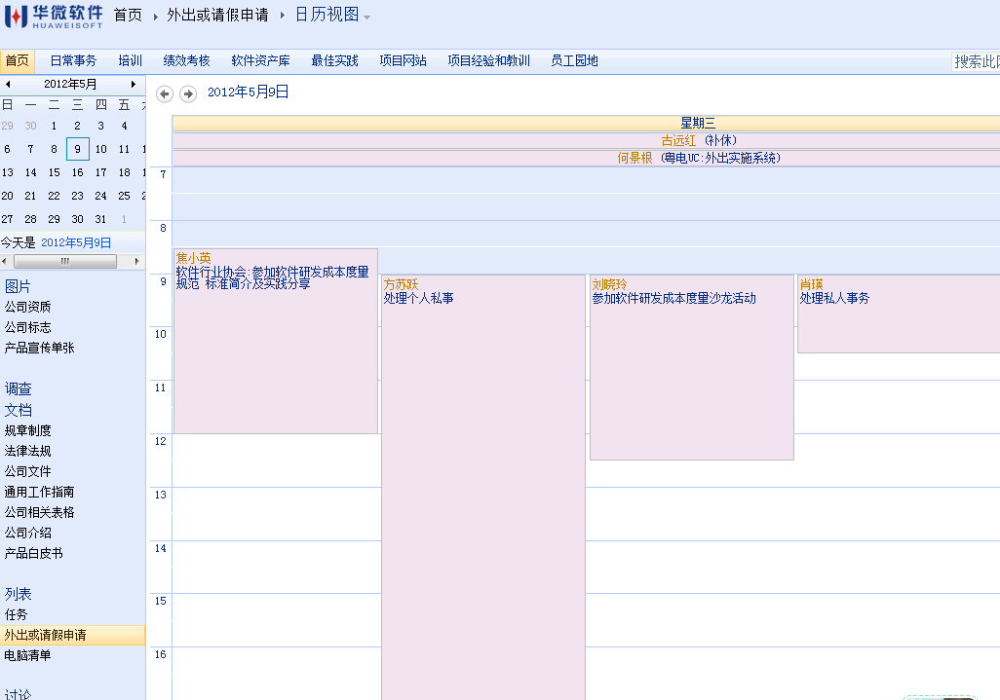 华微软件
HUAWEISOFT
首页 外出或请假申请 日历视图
首页 日常事务 培训 绩效考核 软件资产库 最佳实践 项目网站 项目经验和教训 员工园地 搜索此网
2012年5月
日 一 二 三 四 五
29 30 1 2 3 4
6 7 8 9 10 11 1
13 14 15 16 17 18 1
20 21 22 23 24 25 2
27 28 29 30 31 1
今天是 2012年5月9日
图片
公司资质
公司标志
产品宣传单张
调查
文档
规章制度
法律法规
公司文件
通用工作指南
公司相关表格
公司介绍
产品白皮书
列表
任务
外出或请假申请
电脑清单
讨论
2012年5月9日
星期三
古远红 (补休)
何景根 (粤电UC:外出实施系统)
7
8
9
10
11
12
13
14
15
16
焦小英
软件行业协会:参加软件研发成本度量
规范 标准简介及实践分享
方苏跃
处理个人私事
刘晓玲
参加软件研发成本度量沙龙活动
肖瑛
处理私人事务